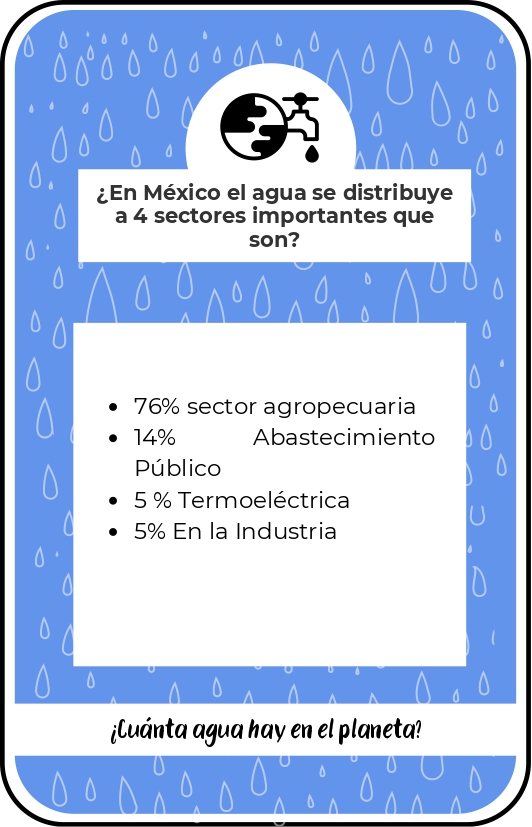 ¿En México el agua se distribuye
a 4 sectores importantes que
son?
• 76% sector agropecuaria
• 14% Abastecimiento
Público
• 5 % Termoeléctrica
• 5% En la Industria
¿Cuánta agua hay en el planeta?